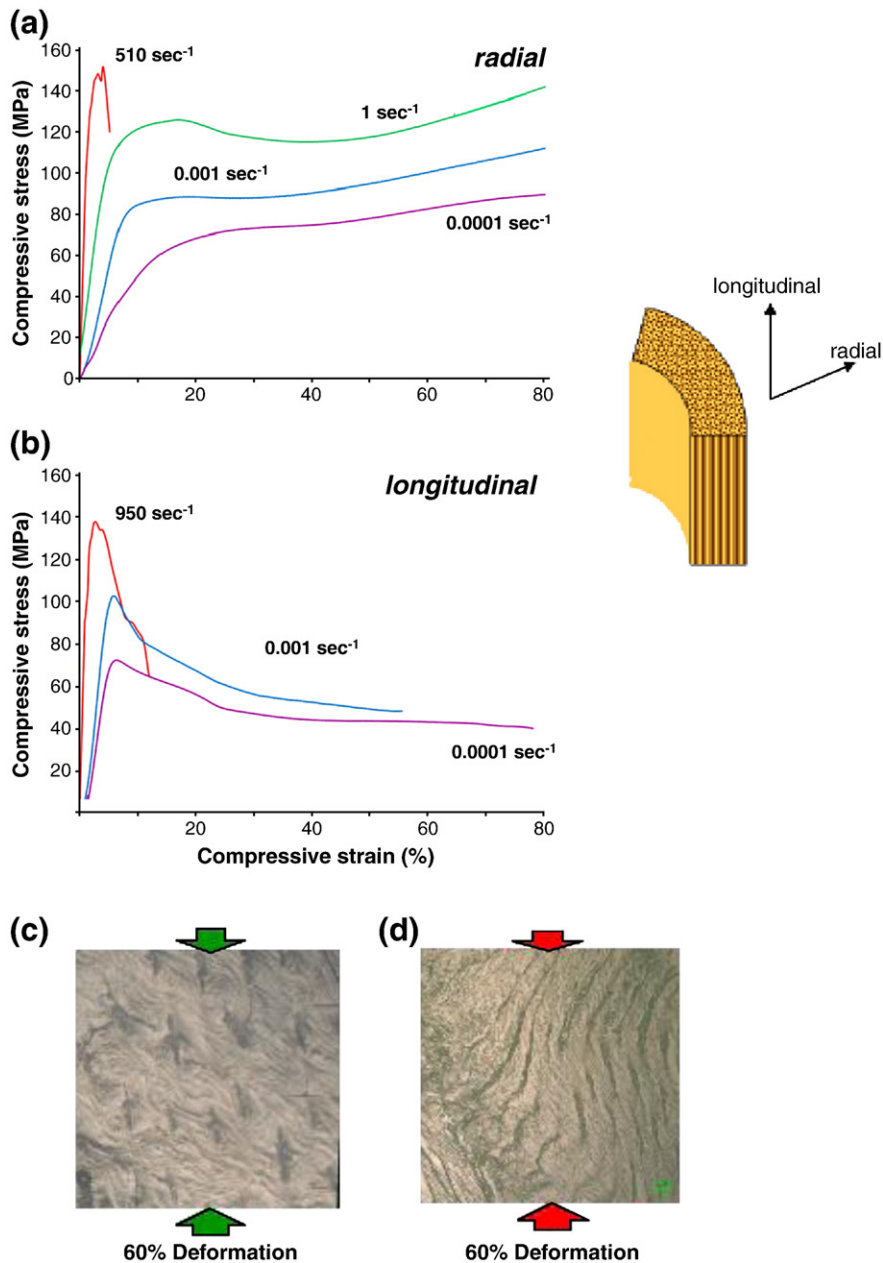 (a)
160
140
120
100
80
60
40
20
0
Compressive stress (MPa)
510 sec-1
radial
1 sec-1
0.001 sec-1
0.0001 sec-1
20 40 60 80
longitudinal
radial
(b)
160
140
120
100
80
60
40
20
Compressive stress (MPa)
950 sec-1
longitudinal
0.001 sec-1
0.0001 sec-1
20 40 60 80
Compressive strain (%)
(c)
60% Deformation
(d)
60% Deformation